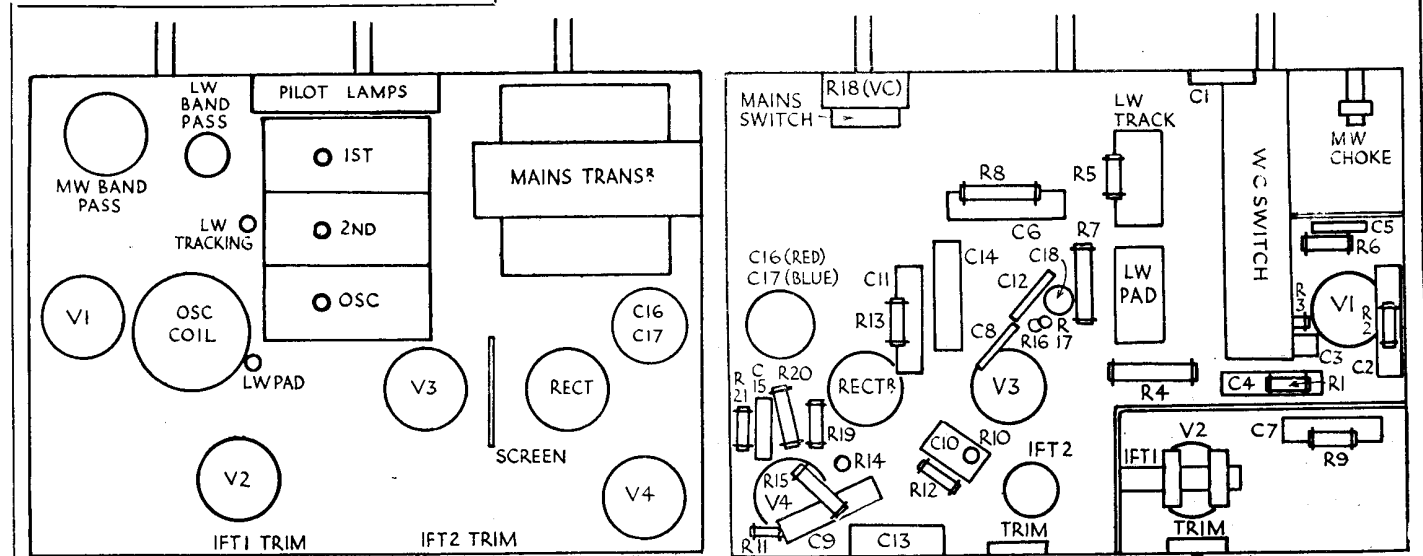 LW
BAND
PASS
PILOT LAMPS
MW BAND
PASS
1ST
2ND
OSC
LW
TRACKING
MAINS TRANSR
V1
OSC
COIL
LW PAD
C16
C17
V3
RECT
SCREEN
V2
V4
IFT1 TRIM
IFT2 TRIM
MAINS
SWITCH
R18 (VC)
LW
TRACK
C1
MW
CHOKE
WC SWITCH
R8
R5
C6
R7
C5
R6
C16 (RED)
C17 (BLUE)
C11
C14
C12
C18
LW
PAD
V1
R
3
R
2
R13
C8
R16
R
17
C3
C2
RECTR
V3
R4
C4
R1
R
21
C
15
R20
R19
C10
R10
IFT2
IFT1
V2
C7
R9
R14
R15
V4
R12
R11
C9
C13
TRIM
TRIM